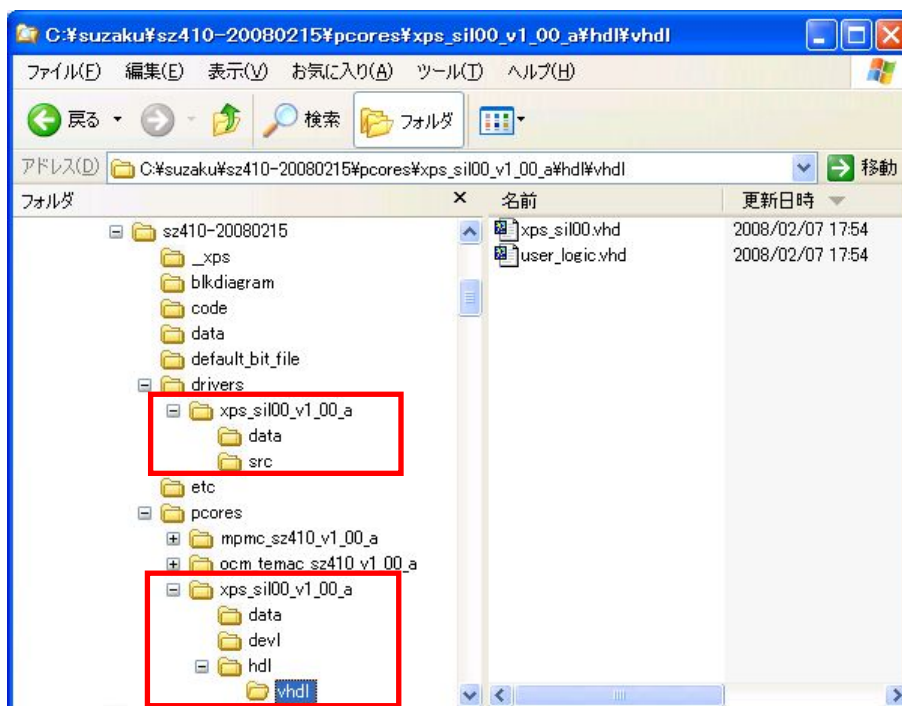 C:¥suzaku¥sz410-20080215¥pcores¥xps_sil00_v1_00_a¥hdl¥vhdl
ファイル(F) 編集(E) 表示(V) お気に入り(A) ツール(T) ヘルプ(H)
戻る 検索 フォルダ
アドレス(D) C:¥suzaku¥sz410-20080215¥pcores¥xps_sil00_v1_00_a¥hdl¥vhdl 移動
フォルダ × 名前 更新日時
sz410-20080215
_xps
blkdiagram
code
data
default_bit_file
drivers
xps_sil00_v1_00_a
data
src
etc
pcores
mpmc_sz410_v1_00_a
ocm_temac_sz410_v1_00_a
xps_sil00_v1_00_a
data
devl
hdl
vhdl
xps_sil00.vhd 2008/02/07 17:54
user_logic.vhd 2008/02/07 17:54